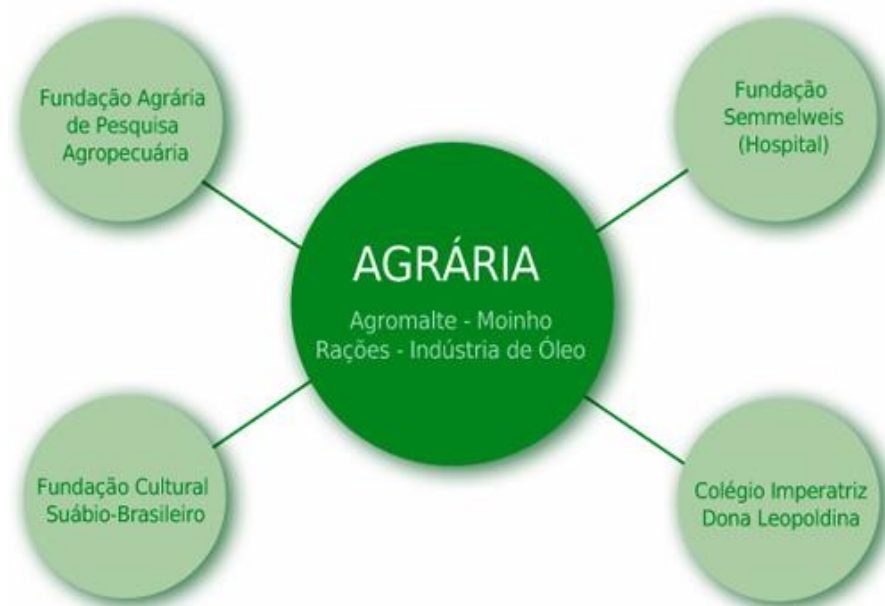 Fundação Agrária
de Pesquisa
Agropecuária
Fundação
Semmelweis
(Hospital)
AGRÁRIA
Agromalte - Moinho
Rações - Indústria de Óleo
Fundação Cultural
Suábio-Brasileiro
Colégio Imperatriz
Dona Leopoldina